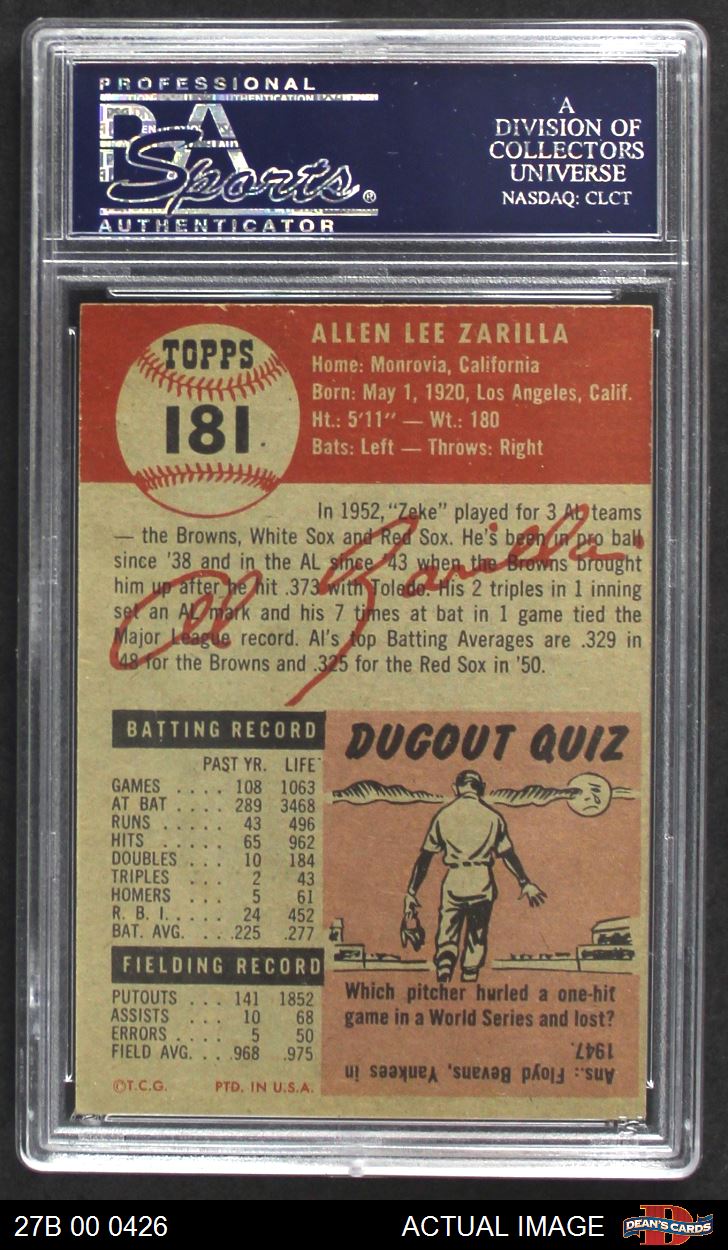 PROFESSIONAL
PSA
Sports®
AUTHENTICATOR
A
DIVISION OF
COLLECTORS
UNIVERSE
NASDAQ: CLCT
TOPPS
181
ALLEN LEE ZARILLA
Home: Monrovia, California
Born: May 1, 1920, Los Angeles, Calif.
Ht.: 5'11" — Wt.: 180
Bats: Left — Throws: Right
In 1952, "Zeke" played for 3 AL teams
— the Browns, White Sox and Red Sox. He's been in pro ball
since '38 and in the AL since '43 when the Browns brought
him up after he hit .373 with Toledo. His 2 triples in 1 inning
set an AL mark and his 7 times at bat in 1 game tied the
Major League record. Al's top Batting Averages are .329 in
'48 for the Browns and .325 for the Red Sox in '50.
Al Zarilla
BATTING RECORD
PAST YR. LIFE
GAMES .... 108 1063
AT BAT .... 289 3468
RUNS ..... 43 496
HITS ..... 65 962
DOUBLES ... 10 184
TRIPLES ... 2 43
HOMERS ... 5 61
R. B. I. .... 24 452
BAT. AVG. ... .225 .277
FIELDING RECORD
PUTOUTS ... 141 1852
ASSISTS ... 10 68
ERRORS ... 5 50
FIELD AVG. ... .968 .975
©T.C.G. PTD. IN U.S.A.
DUGOUT QUIZ
Which pitcher hurled a one-hit
game in a World Series and lost?
Ans.: Floyd Bevans, Yankees in
1947.
27B 00 0426
ACTUAL IMAGE
DEAN'S CARDS